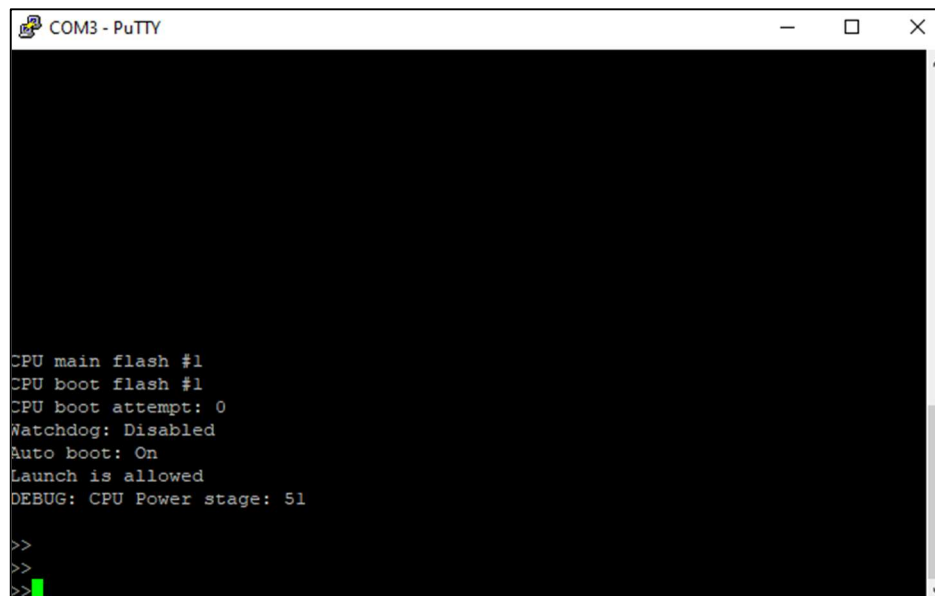 COM3 - PuTTY
CPU main flash #1
CPU boot flash #1
CPU boot attempt: 0
Watchdog: Disabled
Auto boot: On
Launch is allowed
DEBUG: CPU Power stage: 51
>>
>>
>>